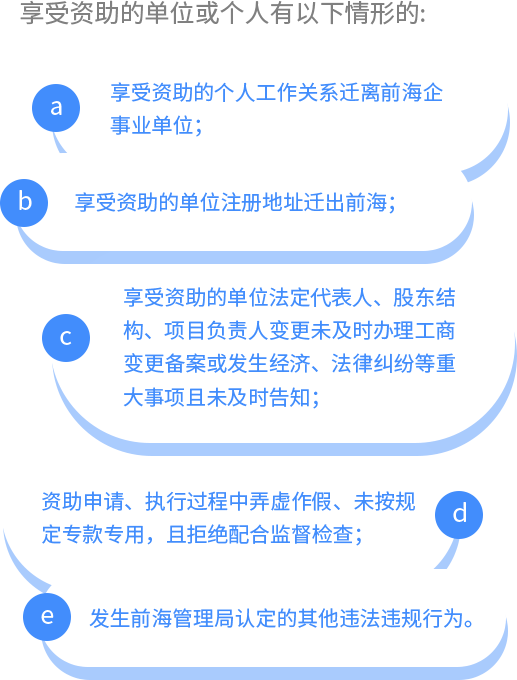 享受资助的单位或个人有以下情形的:
a
享受资助的个人工作关系迁离前海企
事业单位；
b
享受资助的单位注册地址迁出前海；
c
享受资助的单位法定代表人、股东结
构、项目负责人变更未及时办理工商
变更备案或发生经济、法律纠纷等重
大事项且未及时告知；
d
资助申请、执行过程中弄虚作假、未按规
定专款专用，且拒绝配合监督检查；
e
发生前海管理局认定的其他违法违规行为。